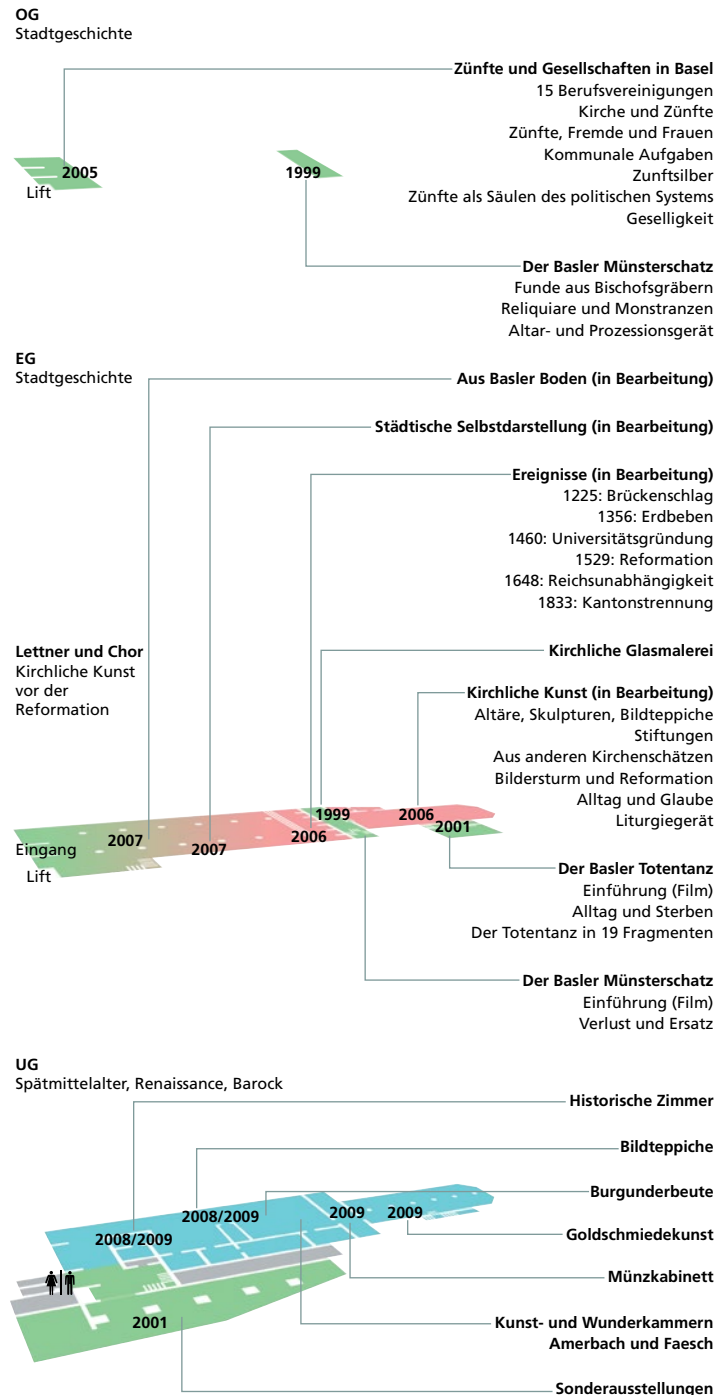 OG
Stadtgeschichte
Zünfte und Gesellschaften in Basel
15 Berufsvereinigungen
Kirche und Zünfte
Zünfte, Fremde und Frauen
Kommunale Aufgaben
Zunftsilber
Zünfte als Säulen des politischen Systems
Geselligkeit
2005
Lift
1999
Der Basler Münsterschatz
Funde aus Bischofsgräbern
Reliquiare und Monstranzen
Altar- und Prozessionsgerät
EG
Stadtgeschichte
Aus Basler Boden (in Bearbeitung)
Städtische Selbstdarstellung (in Bearbeitung)
Ereignisse (in Bearbeitung)
1225: Brückenschlag
1356: Erdbeben
1460: Universitätsgründung
1529: Reformation
1648: Reichsunabhängigkeit
1833: Kantonstrennung
Lettner und Chor
Kirchliche Kunst
vor der
Reformation
Kirchliche Glasmalerei
Kirchliche Kunst (in Bearbeitung)
Altäre, Skulpturen, Bildteppiche
Stiftungen
Aus anderen Kirchenschätzen
Bildersturm und Reformation
Alltag und Glaube
Liturgiegerät
Eingang
Lift
2007
2007
2006
1999
2006
2001
Der Basler Totentanz
Einführung (Film)
Alltag und Sterben
Der Totentanz in 19 Fragmenten
Der Basler Münsterschatz
Einführung (Film)
Verlust und Ersatz
UG
Spätmittelalter, Renaissance, Barock
Historische Zimmer
Bildteppiche
Burgunderbeute
Goldschmiedekunst
Münzkabinett
Kunst- und Wunderkammern
Amerbach und Faesch
Sonderausstellungen
2008/2009
2008/2009
2009
2009
2001